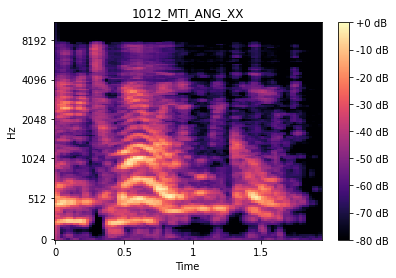 1012_MTI_ANG_XX
+0 dB
8192
-10 dB
4096
-20 dB
-30 dB
Hz
2048
-40 dB
1024
-50 dB
512
-60 dB
-70 dB
0
-80 dB
0
0.5
1
1.5
Time